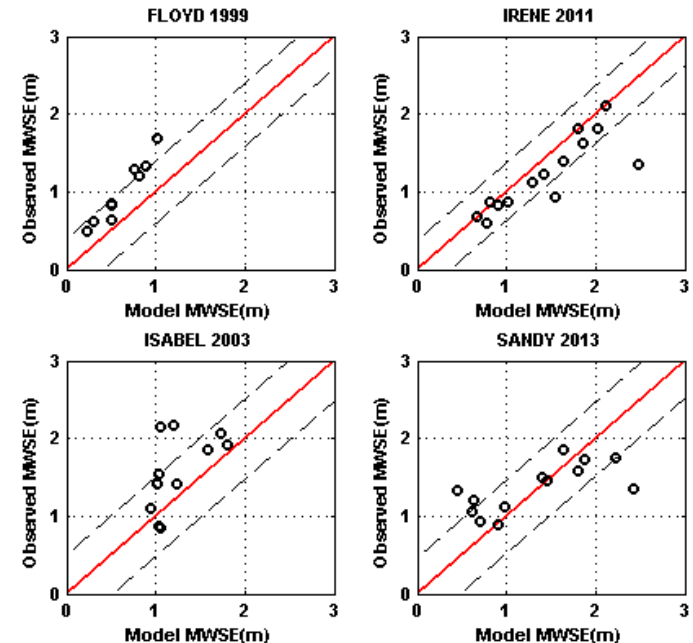 FLOYD 1999
IRENE 2011
3
2
1
0
Observed MWSE(m)
0 1 2 3
Model MWSE(m)
3
2
1
0
Observed MWSE(m)
0 1 2 3
Model MWSE(m)
ISABEL 2003
SANDY 2013
3
2
1
0
Observed MWSE(m)
0 1 2 3
Model MWSE(m)
3
2
1
0
Observed MWSE(m)
0 1 2 3
Model MWSE(m)